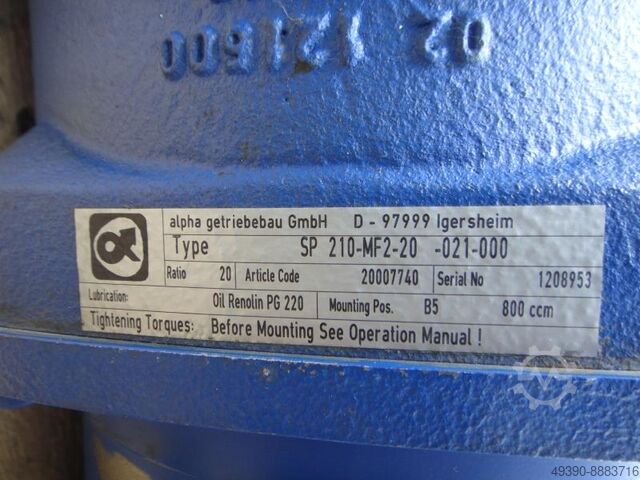 02 121600
alpha getriebebau GmbH D - 97999 Igersheim
Type SP 210-MF2-20 -021-000
Ratio 20 Article Code 20007740 Serial No 1208953
Lubrication: Oil Renolin PG 220 Mounting Pos. B5 800 ccm
Tightening Torques: Before Mounting See Operation Manual !
49390-8883716